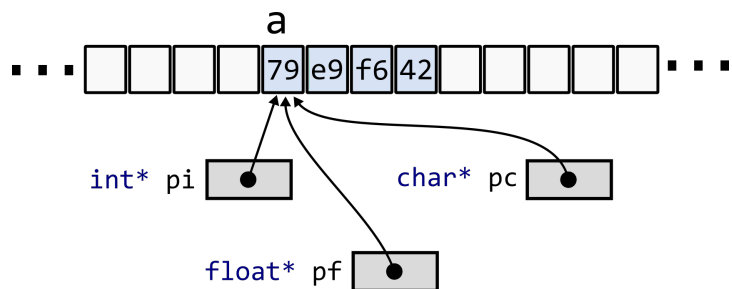 a
79 e9 f6 42
int* pi
char* pc
float* pf